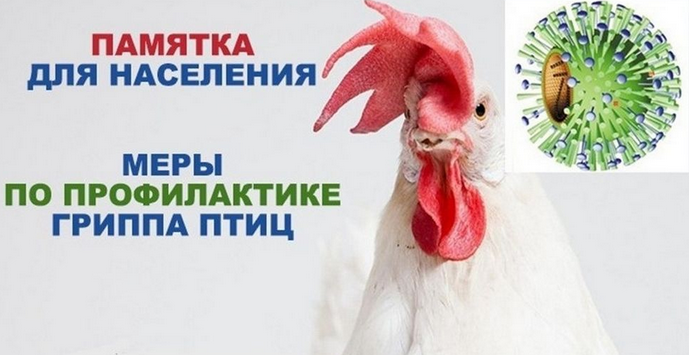 ПАМЯТКА
ДЛЯ НАСЕЛЕНИЯ
МЕРЫ
ПО ПРОФИЛАКТИКЕ
ГРИППА ПТИЦ